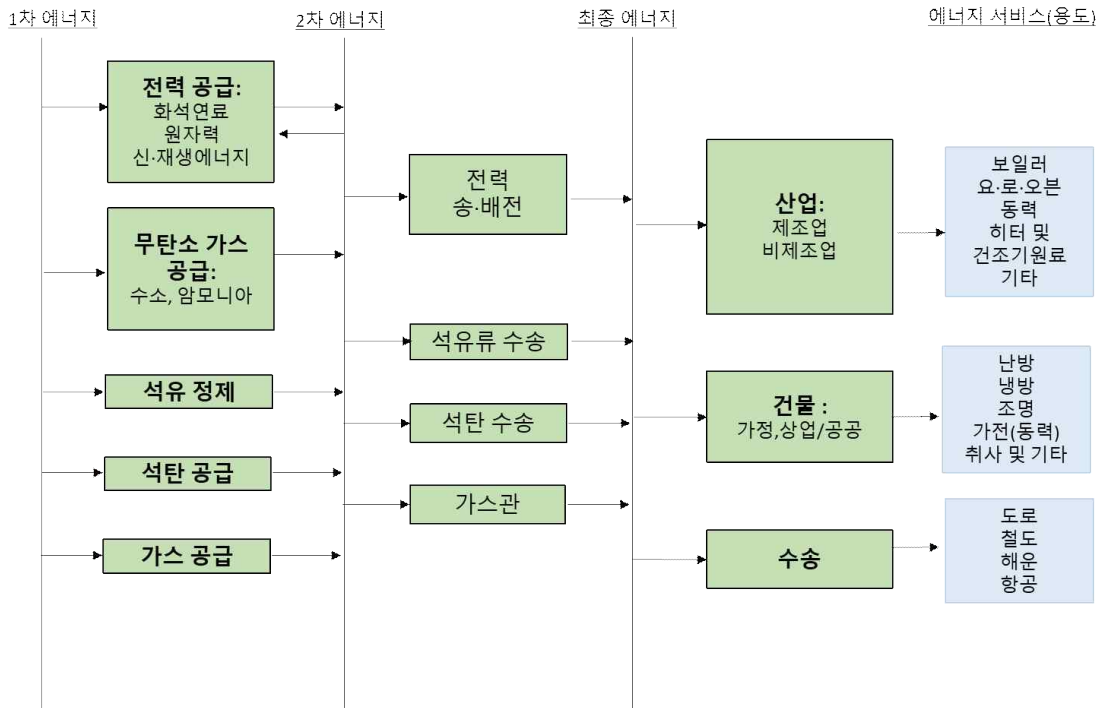 1차 에너지
2차 에너지
최종 에너지
에너지 서비스(용도)
전력 공급:
화석연료
원자력
신·재생에너지
무탄소 가스
공급:
수소, 암모니아
석유 정제
석탄 공급
가스 공급
전력
송·배전
석유류 수송
석탄 수송
가스관
산업:
제조업
비제조업
건물 :
가정,상업/공공
수송
보일러
요·로·오븐
동력
히터 및
건조기원료
기타
난방
냉방
조명
가전(동력)
취사 및 기타
도로
철도
해운
항공